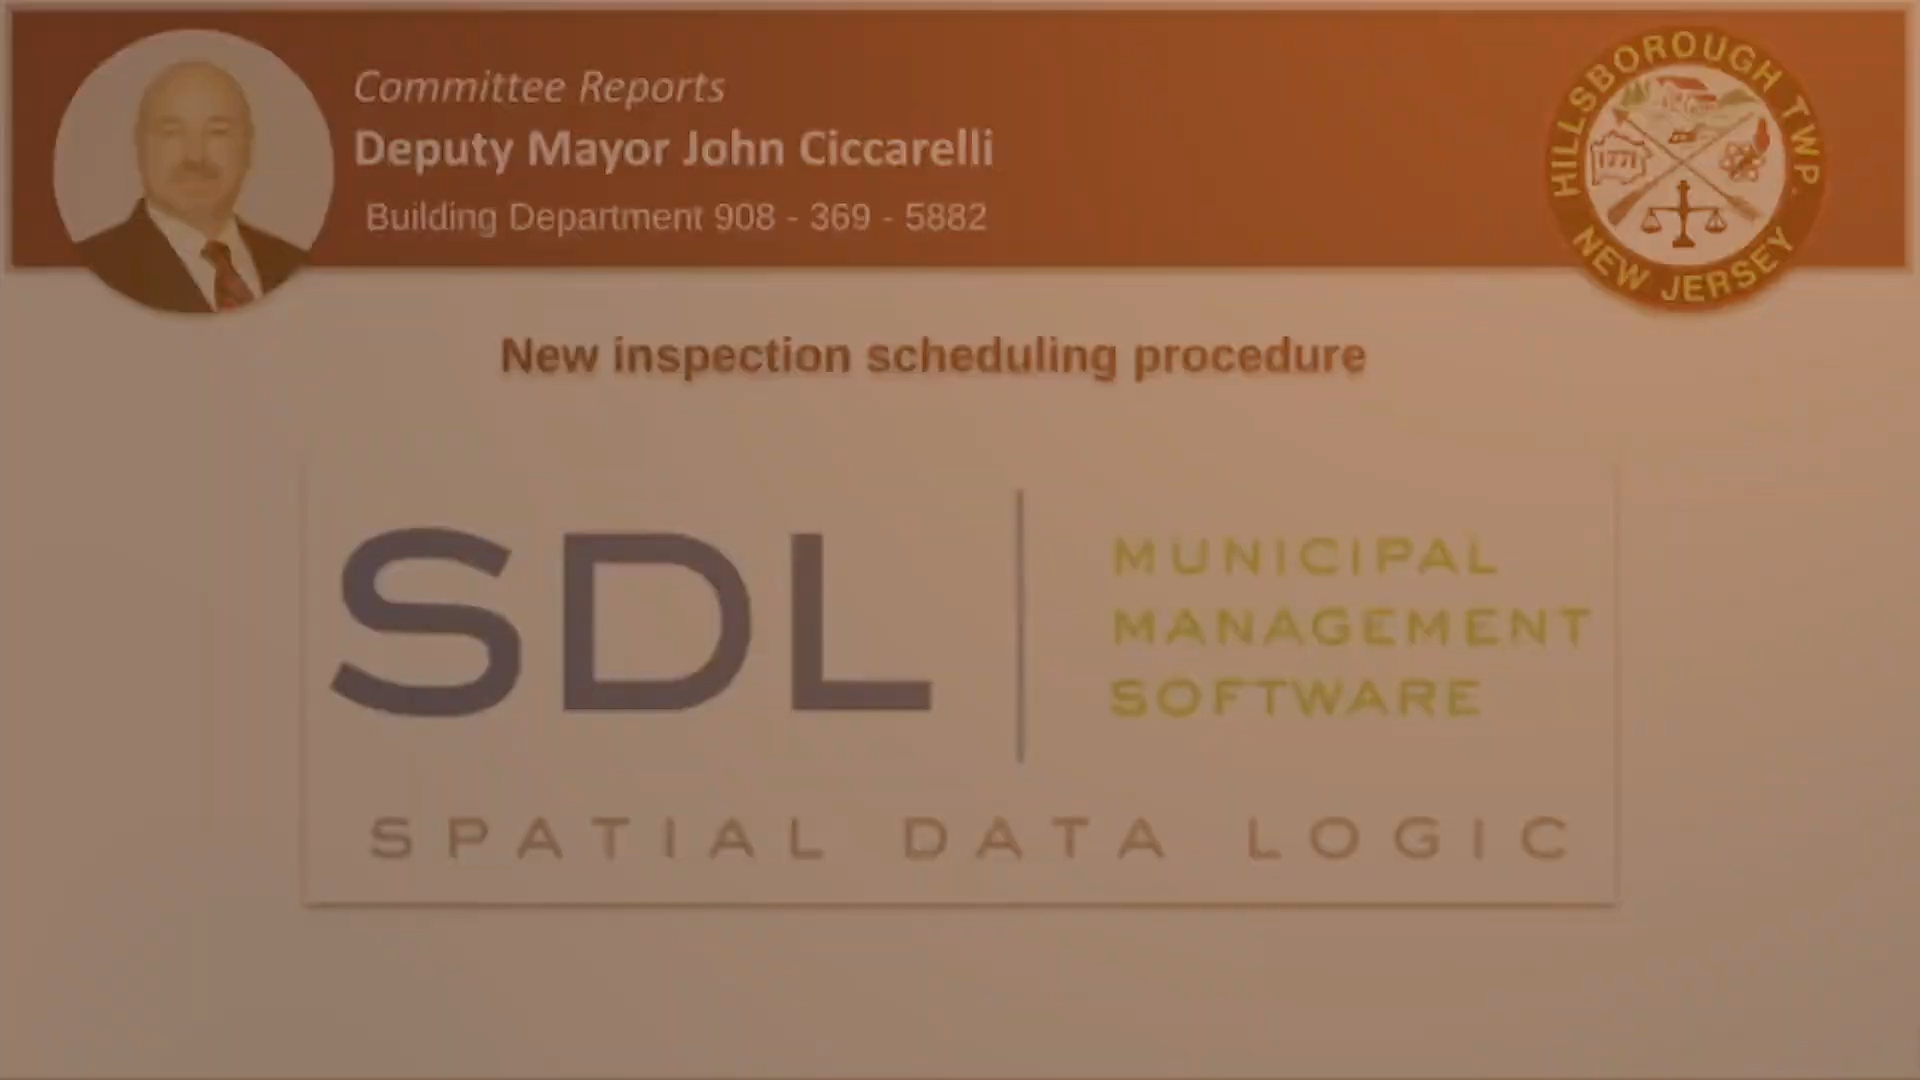 Committee Reports
Deputy Mayor John Ciccarelli
Building Department 908 - 369 - 5882
HILLSBOROUGH TWP.
1771
NEW JERSEY
New inspection scheduling procedure
SDL
MUNICIPAL
MANAGEMENT
SOFTWARE
SPATIAL DATA LOGIC